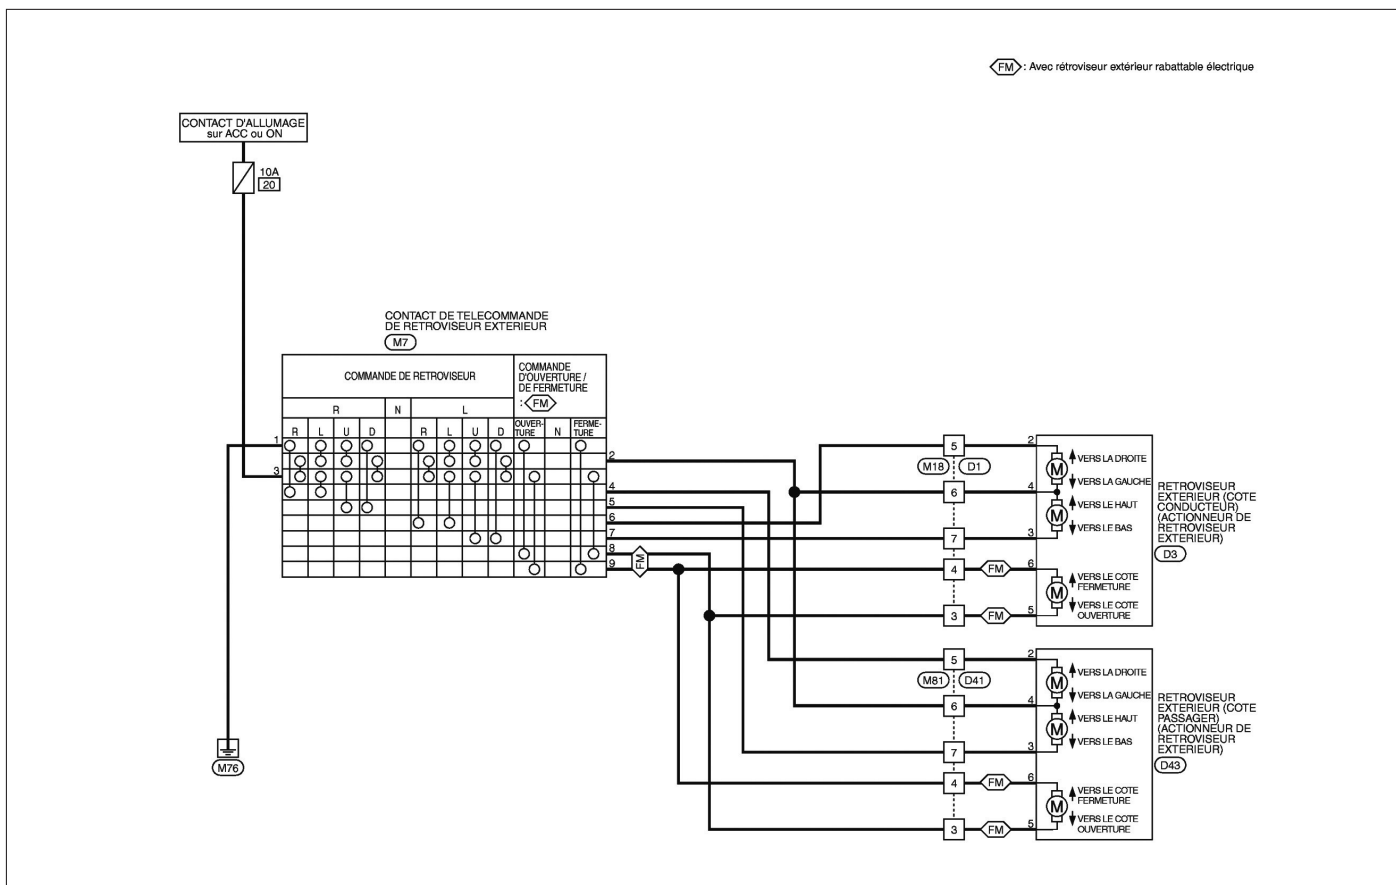 FM : Avec rétroviseur extérieur rabattable électrique
CONTACT D'ALLUMAGE
sur ACC ou ON
10A
20
CONTACT DE TELECOMMANDE
DE RETROVISEUR EXTERIEUR
M7
COMMANDE DE RETROVISEUR
COMMANDE
D'OUVERTURE /
DE FERMETURE
: FM
R N L
R L U D R L U D OUVER-
TURE N FERME-
TURE
1
3
2
4
5
6
7
8
9
FM
M76
5 2
M18 D1
6 4
7 3
4 FM 6
3 FM 5
M VERS LA DROITE
VERS LA GAUCHE
M VERS LE HAUT
VERS LE BAS
M VERS LE COTE
FERMETURE
VERS LE COTE
OUVERTURE
RETROVISEUR
EXTERIEUR (COTE
CONDUCTEUR)
(ACTIONNEUR DE
RETROVISEUR
EXTERIEUR)
D3
5 2
M81 D41
6 4
7 3
4 FM 6
3 FM 5
M VERS LA DROITE
VERS LA GAUCHE
M VERS LE HAUT
VERS LE BAS
M VERS LE COTE
FERMETURE
VERS LE COTE
OUVERTURE
RETROVISEUR
EXTERIEUR (COTE
PASSAGER)
(ACTIONNEUR DE
RETROVISEUR
EXTERIEUR)
D43